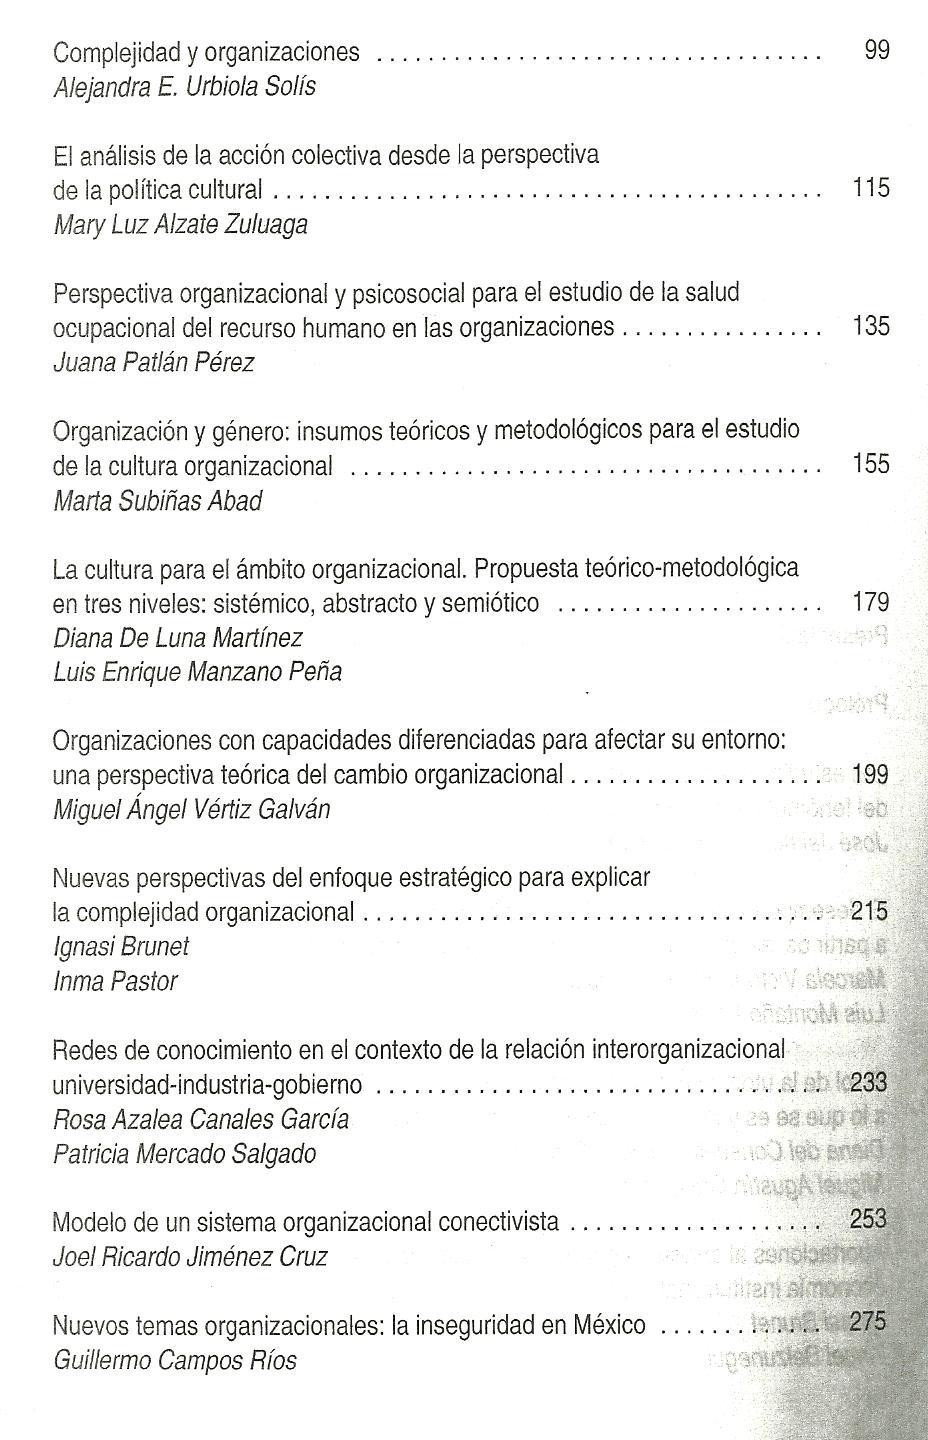 Complejidad y organizaciones ................................... 99
Alejandra E. Urbiola Solís
El análisis de la acción colectiva desde la perspectiva
de la política cultural ........................................... 115
Mary Luz Alzate Zuluaga
Perspectiva organizacional y psicosocial para el estudio de la salud
ocupacional del recurso humano en las organizaciones ................ 135
Juana Patlán Pérez
Organización y género: insumos teóricos y metodológicos para el estudio
de la cultura organizacional ..................................... 155
Marta Subiñas Abad
La cultura para el ámbito organizacional. Propuesta teórico-metodológica
en tres niveles: sistémico, abstracto y semiótico ..................... 179
Diana De Luna Martínez
Luis Enrique Manzano Peña
Organizaciones con capacidades diferenciadas para afectar su entorno:
una perspectiva teórica del cambio organizacional .................... 199
Miguel Ángel Vértiz Galván
Nuevas perspectivas del enfoque estratégico para explicar
la complejidad organizacional .................................... 215
Ignasi Brunet
Inma Pastor
Redes de conocimiento en el contexto de la relación interorganizacional
universidad-industria-gobierno ................................... 233
Rosa Azalea Canales García
Patricia Mercado Salgado
Modelo de un sistema organizacional conectivista .................... 253
Joel Ricardo Jiménez Cruz
Nuevos temas organizacionales: la inseguridad en México ............. 275
Guillermo Campos Ríos